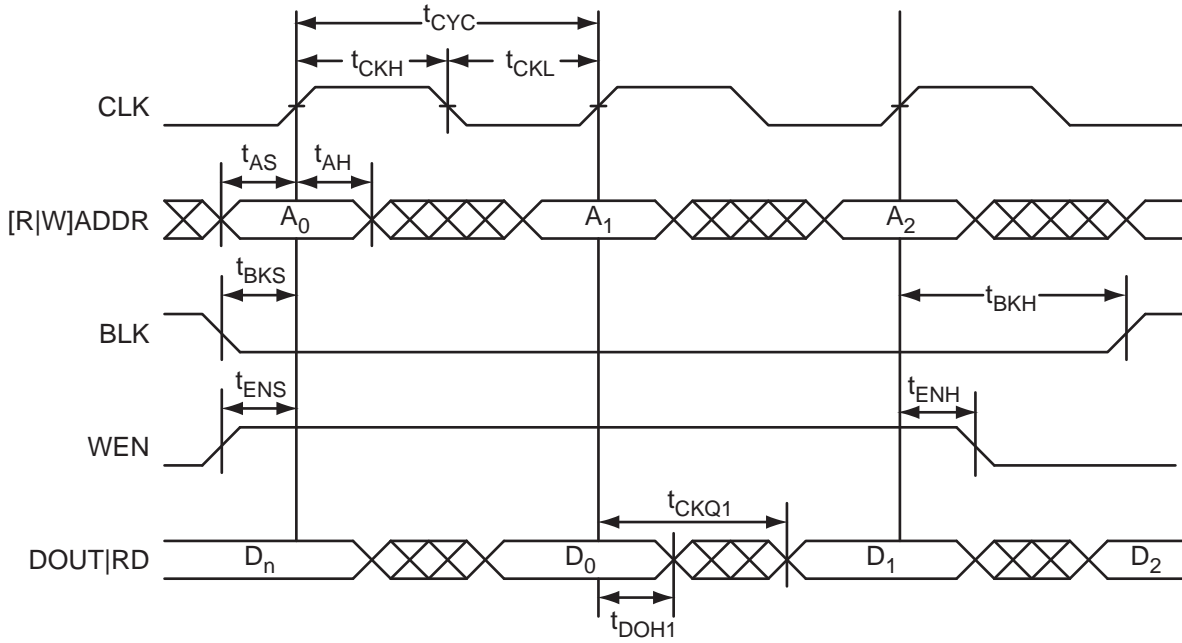 tCYC
tCKH tCKL
CLK
tAS tAH
[R|W]ADDR A0 A1 A2
tBKS tBKH
BLK
tENS tENH
WEN
tCKQ1
DOUT|RD Dn D0 D1 D2
tDOH1